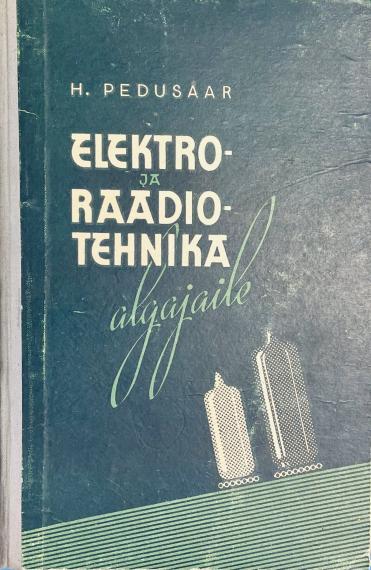 H. PEDUSAAR
ELEKTRO-
JA
RAADIO-
TEHNIKA
algajaile